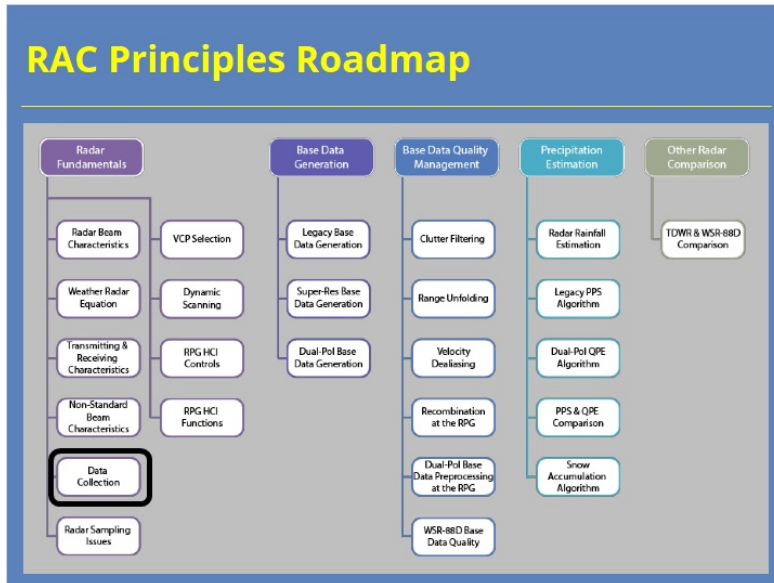 RAC Principles Roadmap
Radar
Fundamentals
Radar Beam
Characteristics
Weather Radar
Equation
Transmitting &
Receiving
Characteristics
Non-Standard
Beam
Characteristics
Data
Collection
Radar Sampling
Issues
VCP Selection
Dynamic
Scanning
RPG HCI
Controls
RPG HCI
Functions
Base Data
Generation
Legacy Base
Data Generation
Super-Res Base
Data Generation
Dual-Pol Base
Data Generation
Base Data Quality
Management
Clutter Filtering
Range Unfolding
Velocity
Dealiasing
Recombination
at the RPG
Dual-Pol Base
Data Preprocessing
at the RPG
WSR-88D Base
Data Quality
Precipitation
Estimation
Radar Rainfall
Estimation
Legacy PPS
Algorithm
Dual-Pol QPE
Algorithm
PPS & QPE
Comparison
Snow
Accumulation
Algorithm
Other Radar
Comparison
TDWR & WSR-88D
Comparison